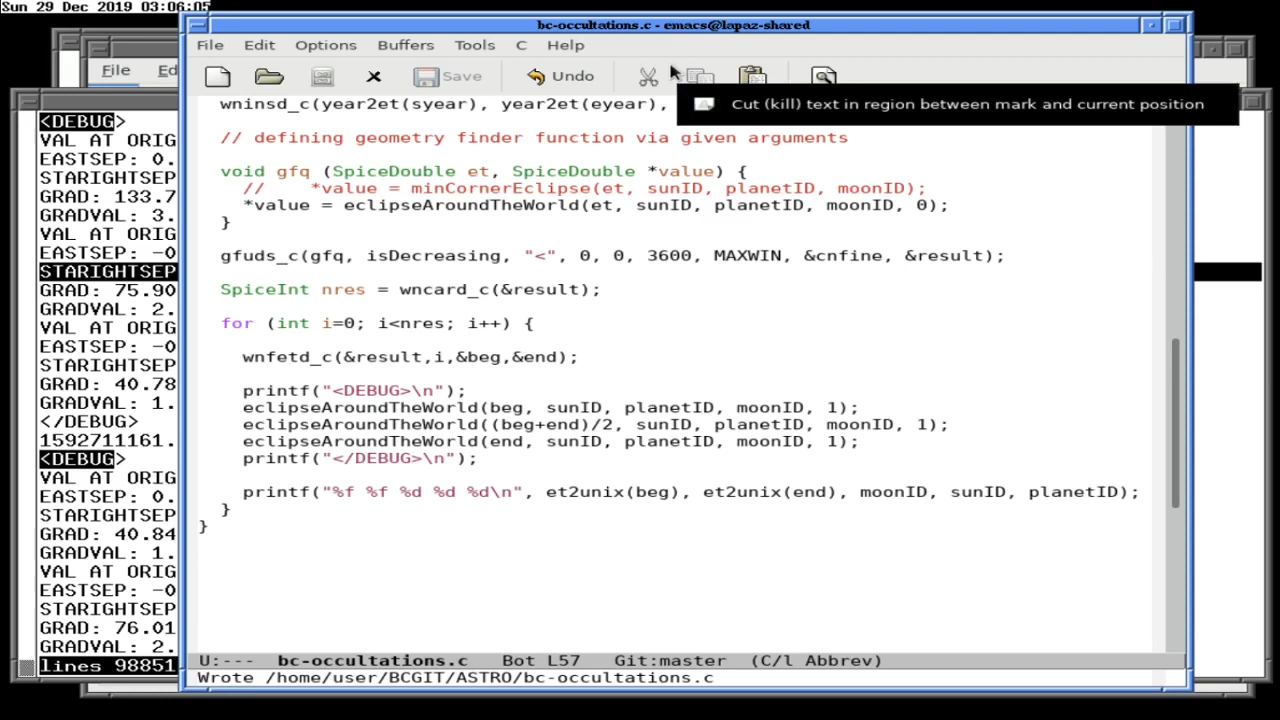 Sun 29 Dec 2019 03:06:05
bc-occultations.c - emacs@lapaz-shared
File Edit Options Buffers Tools C Help
File Ed
Save Undo
Cut (kill) text in region between mark and current position
wninsd_c(year2et(syear), year2et(eyear),
// defining geometry finder function via given arguments
void gfq (SpiceDouble et, SpiceDouble *value) {
//    *value = minCornerEclipse(et, sunID, planetID, moonID);
*value = eclipseAroundTheWorld(et, sunID, planetID, moonID, 0);
}
gfuds_c(gfq, isDecreasing, "<", 0, 0, 3600, MAXWIN, &cnfine, &result);
SpiceInt nres = wncard_c(&result);
for (int i=0; i<nres; i++) {
wnfetd_c(&result,i,&beg,&end);
printf("<DEBUG>\n");
eclipseAroundTheWorld(beg, sunID, planetID, moonID, 1);
eclipseAroundTheWorld((beg+end)/2, sunID, planetID, moonID, 1);
eclipseAroundTheWorld(end, sunID, planetID, moonID, 1);
printf("</DEBUG>\n");
printf("%f %f %d %d %d\n", et2unix(beg), et2unix(end), moonID, sunID, planetID);
}
}
U:--- bc-occultations.c Bot L57 Git:master (C/l Abbrev)
Wrote /home/user/BCGIT/ASTRO/bc-occultations.c
<DEBUG>
VAL AT ORIG
EASTSEP: 0.
STARIGHTSEP
GRAD: 133.7
GRADVAL: 3.
VAL AT ORIG
EASTSEP: -0
STARIGHTSEP
GRAD: 75.90
GRADVAL: 2.
VAL AT ORIG
EASTSEP: -0
STARIGHTSEP
GRAD: 40.78
GRADVAL: 1.
</DEBUG>
1592711161.
<DEBUG>
VAL AT ORIG
EASTSEP: 0.
STARIGHTSEP
GRAD: 40.84
GRADVAL: 1.
VAL AT ORIG
EASTSEP: -0
STARIGHTSEP
GRAD: 76.01
GRADVAL: 2.
lines 98851